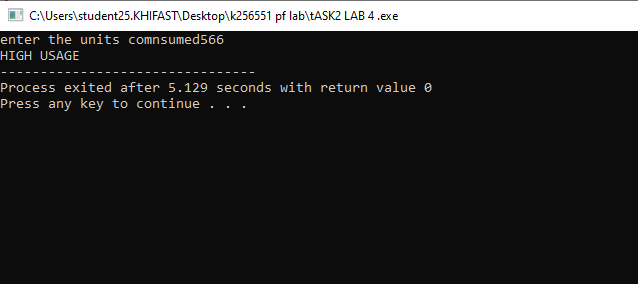 C:\Users\student25.KHIFAST\Desktop\k256551 pf lab\tASK2 LAB 4 .exe
enter the units comnsumed566
HIGH USAGE
--------------------------------
Process exited after 5.129 seconds with return value 0
Press any key to continue . . .